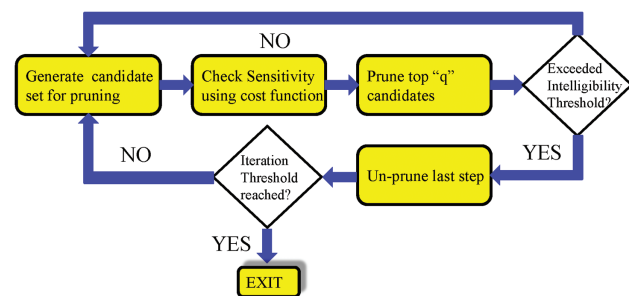 NO
Generate candidate
set for pruning
Check Sensitivity
using cost function
Prune top “q”
candidates
Exceeded
Intelligibility
Threshold?
YES
Un-prune last step
Iteration
Threshold
reached?
NO
YES
EXIT